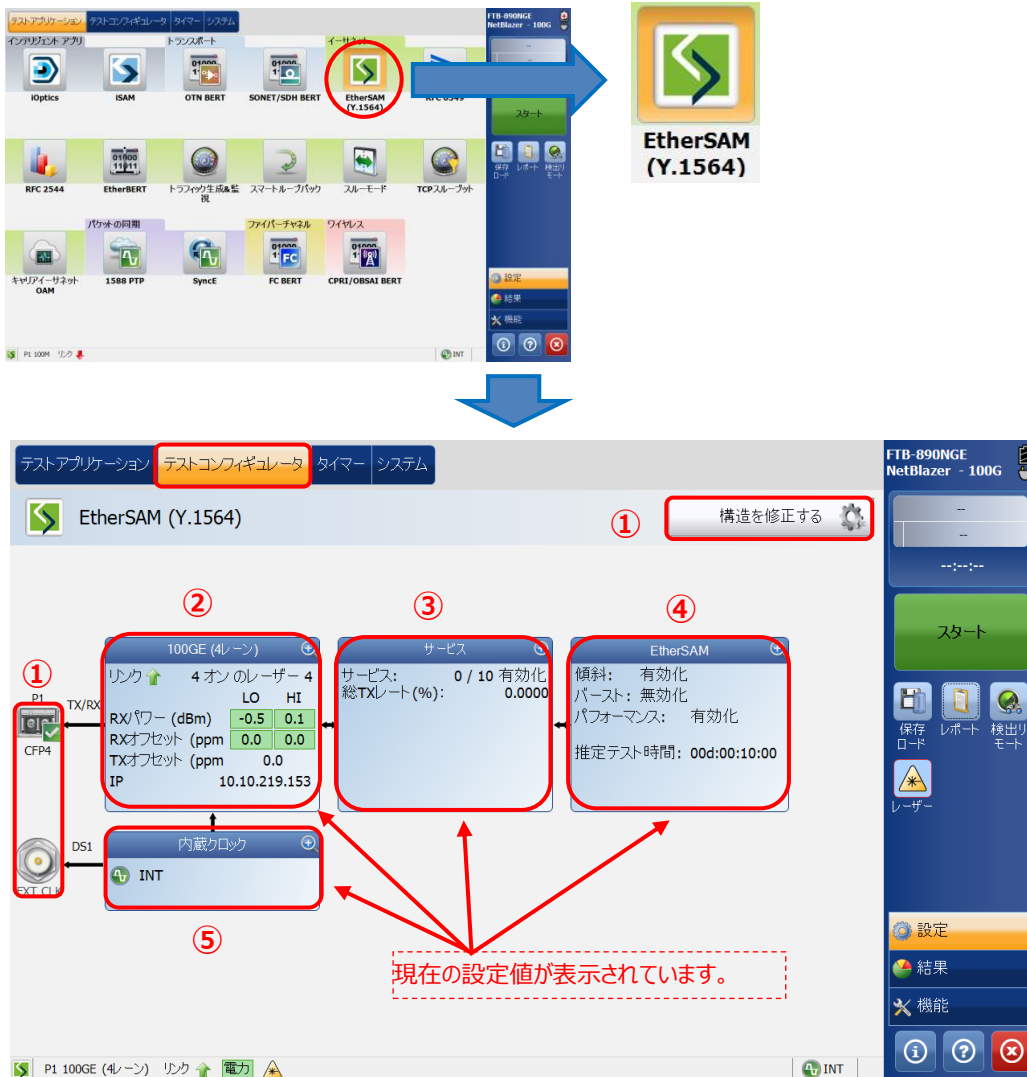 テストアプリケーション テストコンフィギュレータ タイマー システム
FTB-890NGE
NetBlazer - 100G
インテリジェント アプリ トランスポート イーサネット
iOptics
iSAM
OTN BERT
SONET/SDH BERT
EtherSAM
(Y.1564)
スタート
RFC 2544
EtherBERT
トラフィック生成&監
視
スマートループバック
スルーモード
TCPスループット
保存
ロード
レポート
検出リ
モート
パケットの同期 ファイバーチャネル ワイヤレス
キャリアイーサネット
OAM
1588 PTP
SyncE
FC BERT
CPRI/OBSAI BERT
設定
結果
機能
P1 100M リンク
INT
EtherSAM
(Y.1564)
テストアプリケーション テストコンフィギュレータ タイマー システム
FTB-890NGE
NetBlazer - 100G
EtherSAM (Y.1564)
①
構造を修正する
--
--
--:--:--
スタート
②
③
④
①
P1
TX/RX
CFP4
100GE (4レーン)
リンク 4 オン のレーザー 4
LO HI
RXパワー (dBm) -0.5 0.1
RXオフセット (ppm 0.0 0.0
TXオフセット (ppm 0.0
IP 10.10.219.153
サービス
サービス: 0 / 10 有効化
総TXレート(%): 0.0000
EtherSAM
傾斜: 有効化
バースト: 無効化
パフォーマンス: 有効化
推定テスト時間: 00d:00:10:00
保存
ロード
レポート
検出リ
モート
レーザー
DS1
EXT CLK
内蔵クロック
INT
⑤
現在の設定値が表示されています。
設定
結果
機能
P1 100GE (4レーン) リンク 電力
INT